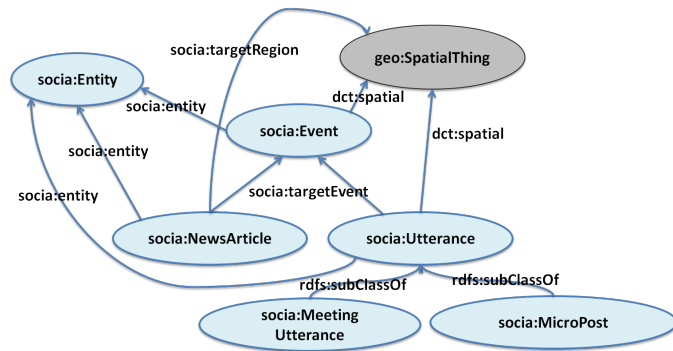 socia:targetRegion
geo:SpatialThing
socia:Entity
dct:spatial
socia:entity
socia:Event
dct:spatial
socia:entity
socia:entity
socia:targetEvent
socia:NewsArticle
socia:Utterance
rdfs:subClassOf
rdfs:subClassOf
socia:Meeting
Utterance
socia:MicroPost